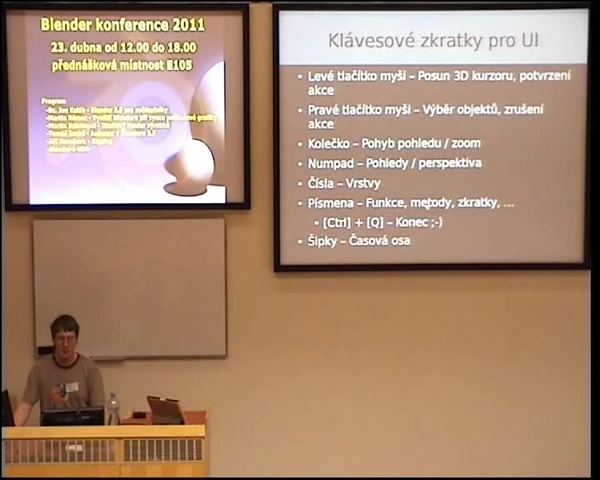 Blender konference 2011
23. dubna od 12.00 do 18.00
přednášková místnost E105
Program
Klávesové zkratky pro UI
• Levé tlačítko myši – Posun 3D kurzoru, potvrzení
akce
• Pravé tlačítko myši – Výběr objektů, zrušení
akce
• Kolečko – Pohyb pohledu / zoom
• Numpad – Pohledy / perspektiva
• Čísla – Vrstvy
• Písmena – Funkce, metody, zkratky, ...
• [Ctrl] + [Q] – Konec ;-)
• Šipky – Časová osa